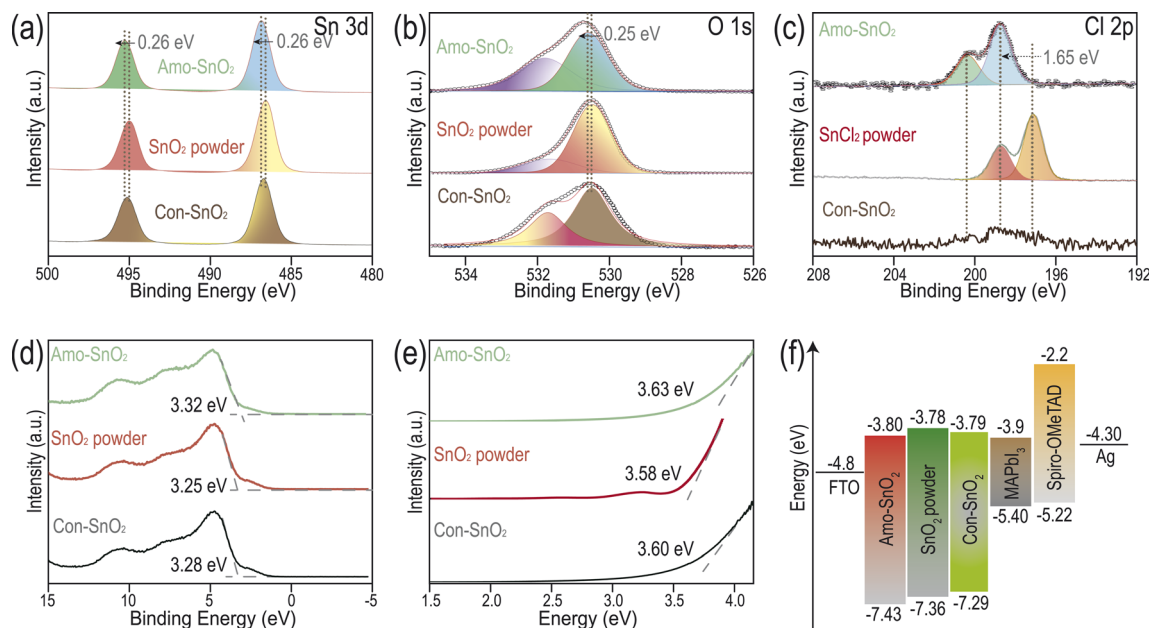 (a) Sn 3d
0.26 eV 0.26 eV
Amo-SnO₂
SnO₂ powder
Con-SnO₂
Intensity (a.u.)
500 495 490 485 480
Binding Energy (eV)
(b) O 1s
0.25 eV
Amo-SnO₂
SnO₂ powder
Con-SnO₂
Intensity (a.u.)
534 532 530 528 526
Binding Energy (eV)
(c) Cl 2p
Amo-SnO₂
1.65 eV
SnCl₂ powder
Con-SnO₂
Intensity (a.u.)
208 204 200 196 192
Binding Energy (eV)
(d)
Amo-SnO₂
3.32 eV
SnO₂ powder
3.25 eV
Con-SnO₂
3.28 eV
Intensity (a.u.)
15 10 5 0 -5
Binding Energy (eV)
(e)
Amo-SnO₂
3.63 eV
SnO₂ powder
3.58 eV
Con-SnO₂
3.60 eV
Intensity (a.u.)
1.5 2.0 2.5 3.0 3.5 4.0
Energy (eV)
(f)
Energy (eV)
-4.8
FTO
-3.80
Amo-SnO₂
-7.43
-3.78
SnO₂ powder
-7.36
-3.79
Con-SnO₂
-7.29
-3.9
MAPbI₃
-5.40
-2.2
Spiro-OMeTAD
-5.22
-4.30
Ag